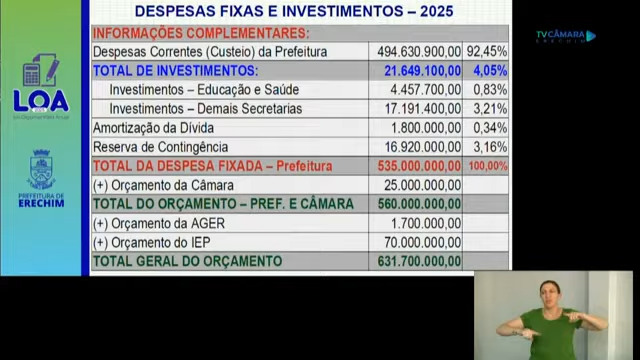 DESPESAS FIXAS E INVESTIMENTOS – 2025
INFORMAÇÕES COMPLEMENTARES:
Despesas Correntes (Custeio) da Prefeitura 494.630.900,00 92,45%
TOTAL DE INVESTIMENTOS: 21.649.100,00 4,05%
Investimentos – Educação e Saúde 4.457.700,00 0,83%
Investimentos – Demais Secretarias 17.191.400,00 3,21%
Amortização da Dívida 1.800.000,00 0,34%
Reserva de Contingência 16.920.000,00 3,16%
TOTAL DA DESPESA FIXADA – Prefeitura 535.000.000,00 100,00%
(+) Orçamento da Câmara 25.000.000,00
TOTAL DO ORÇAMENTO – PREF. E CÂMARA 560.000.000,00
(+) Orçamento da AGER 1.700.000,00
(+) Orçamento do IEP 70.000.000,00
TOTAL GERAL DO ORÇAMENTO 631.700.000,00
LOA
Lei Orçamentária Anual
PREFEITURA DE
ERECHIM
TV CÂMARA
ERECHIM